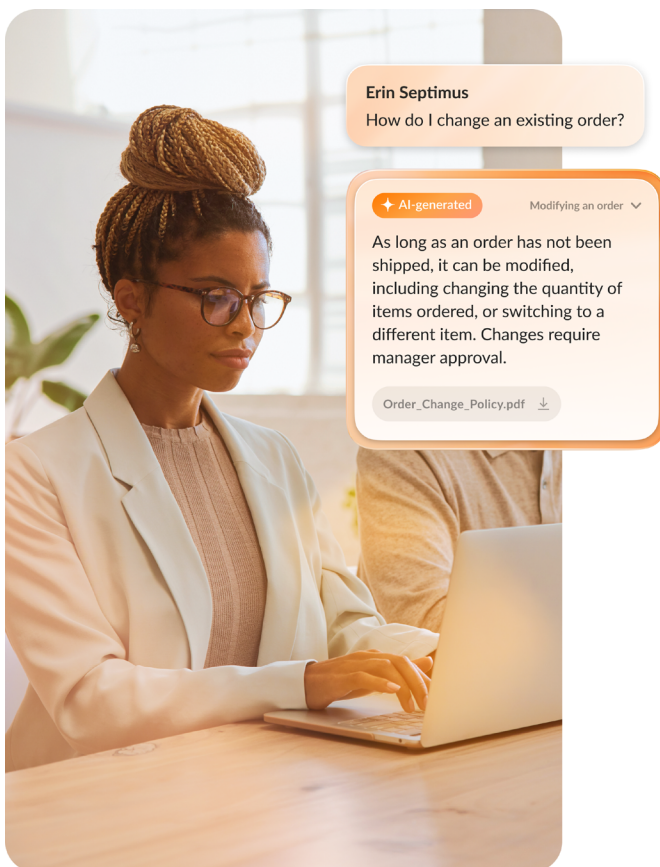 Erin Septimus
How do I change an existing order?
AI-generated
Modifying an order
As long as an order has not been
shipped, it can be modified,
including changing the quantity of
items ordered, or switching to a
different item. Changes require
manager approval.
Order_Change_Policy.pdf